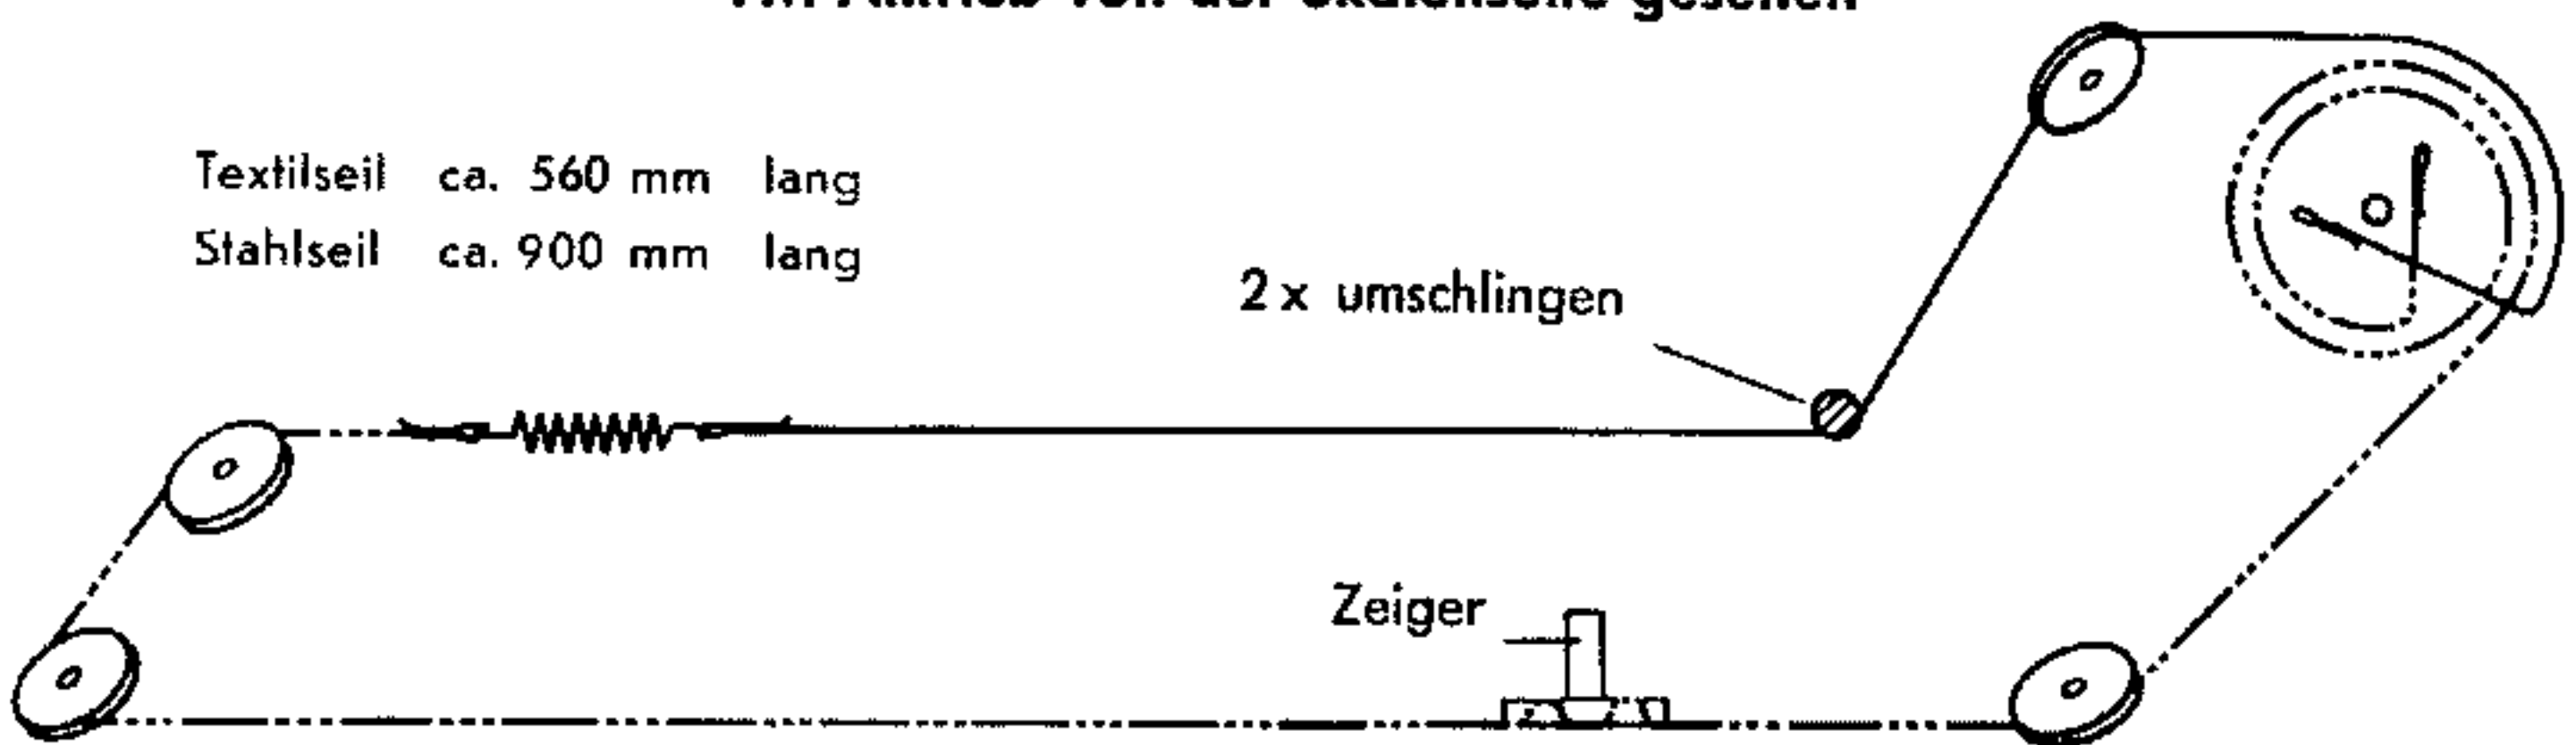 Textilseil ca. 560 mm lang
Stahlseil ca. 900 mm lang
2 x umschlingen
Zeiger